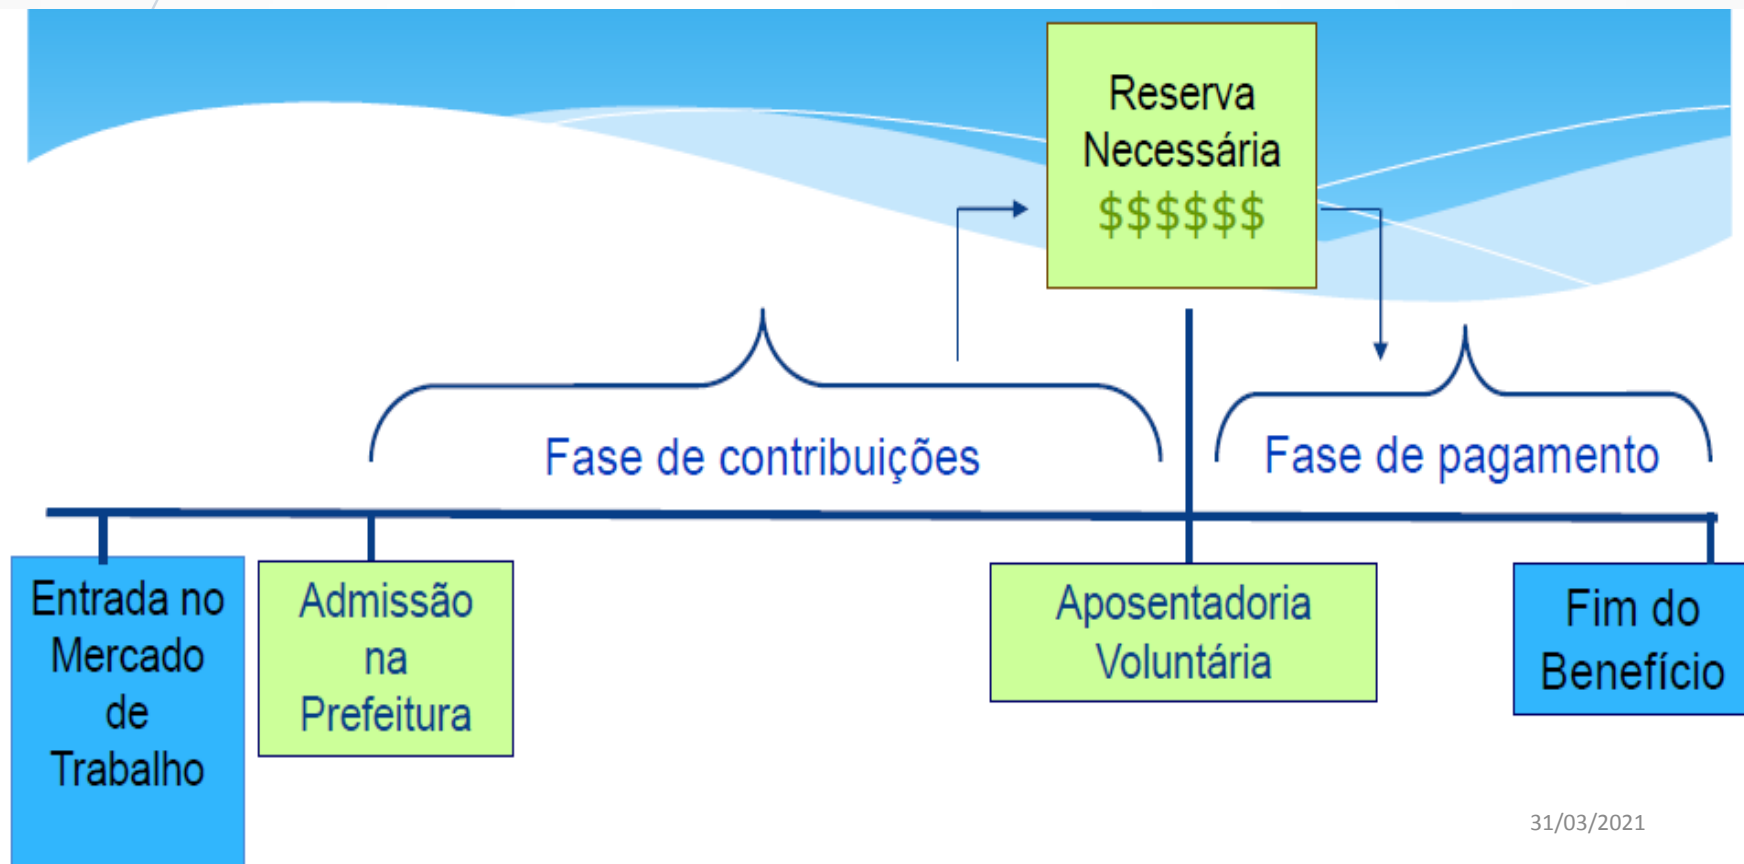 Reserva
Necessária
$$$$$$
Fase de contribuições
Fase de pagamento
Entrada no
Mercado
de
Trabalho
Admissão
na
Prefeitura
Aposentadoria
Voluntária
Fim do
Benefício
31/03/2021